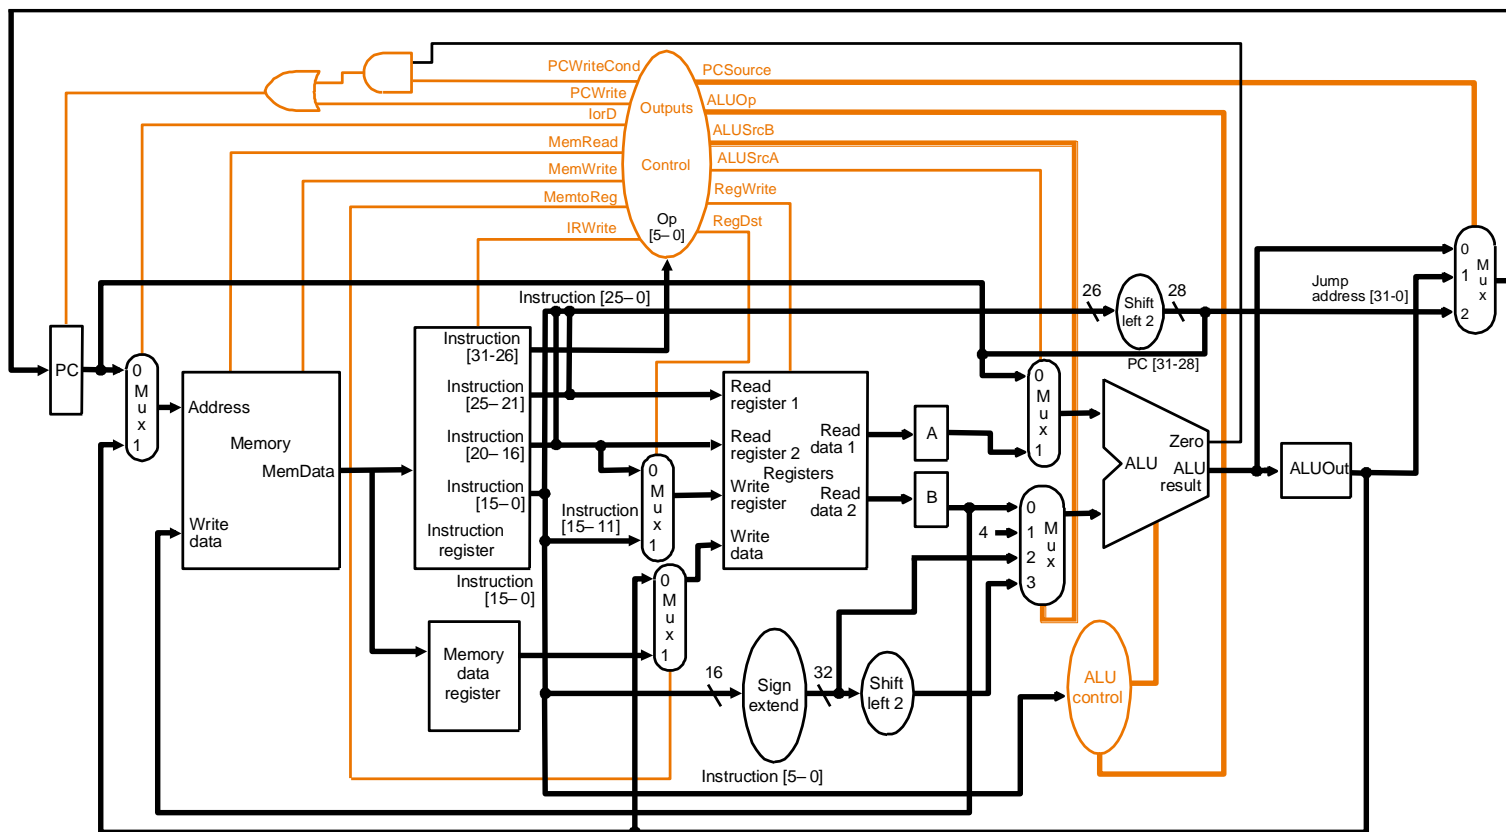 PCWriteCond
PCWrite
IorD
MemRead
MemWrite
MemtoReg
IRWrite
PCSource
ALUOp
ALUSrcB
ALUSrcA
RegWrite
RegDst
Outputs
Control
Op
[5– 0]
Instruction [25– 0]
26
Shift
left 2
28
Jump
address [31-0]
PC [31-28]
0
1
2
M
u
x
PC
0
M
u
x
1
Address
Memory
MemData
Write
data
Instruction
[31-26]
Instruction
[25– 21]
Instruction
[20– 16]
Instruction
[15– 0]
Instruction
register
Instruction
[15– 0]
Instruction
[15– 11]
0
M
u
x
1
0
M
u
x
1
Memory
data
register
Read
register 1
Read
register 2
Registers
Write
register
Write
data
Read
data 1
Read
data 2
A
B
4
0
M
u
x
1
0
1
2
3
M
u
x
Zero
ALU
ALU
result
ALUOut
16
Sign
extend
32
Shift
left 2
ALU
control
Instruction [5– 0]